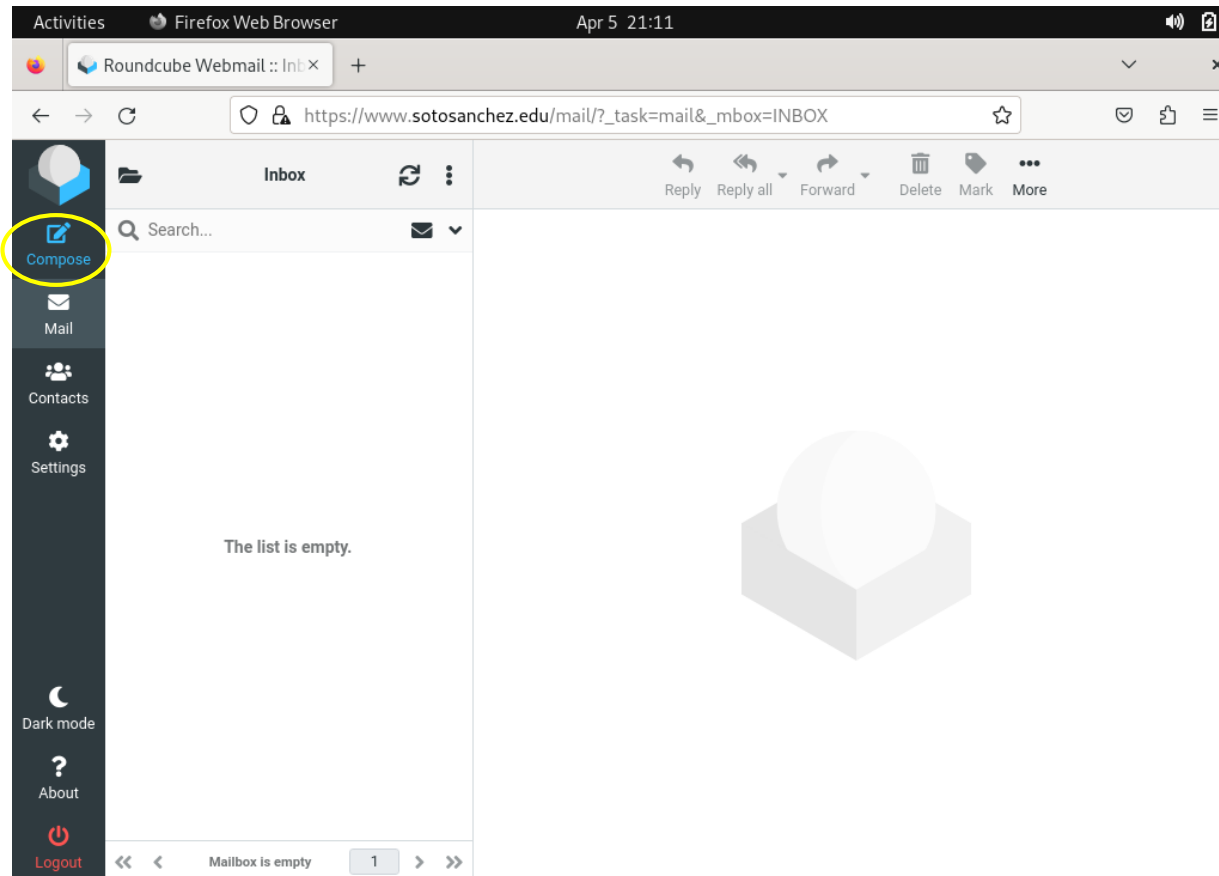 Activities Firefox Web Browser Apr 5 21:11
Roundcube Webmail :: Inb
https://www.sotosanchez.edu/mail/?_task=mail&_mbox=INBOX
Inbox
Reply Reply all Forward Delete Mark More
Search...
Compose
Mail
Contacts
Settings
The list is empty.
Dark mode
About
Logout
Mailbox is empty 1